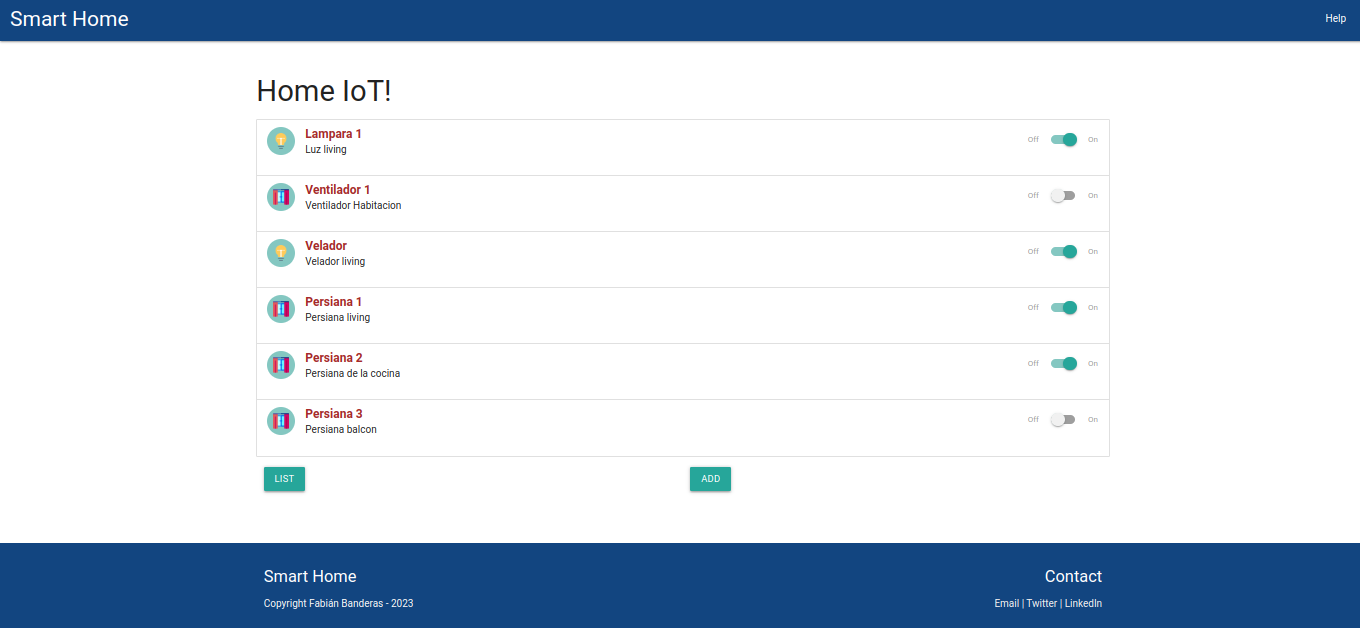 Smart Home
Help
Home IoT!
Lampara 1
Luz living
Off On
Ventilador 1
Ventilador Habitacion
Off On
Velador
Velador living
Off On
Persiana 1
Persiana living
Off On
Persiana 2
Persiana de la cocina
Off On
Persiana 3
Persiana balcon
Off On
LIST
ADD
Smart Home
Copyright Fabián Banderas - 2023
Contact
Email | Twitter | LinkedIn